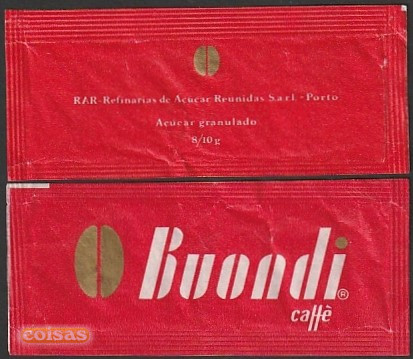 RAR-Refinarias de Açúcar Reunidas S.a r l. - Porto
Açúcar granulado
8/10 g
Buondi®
caffè
coisas